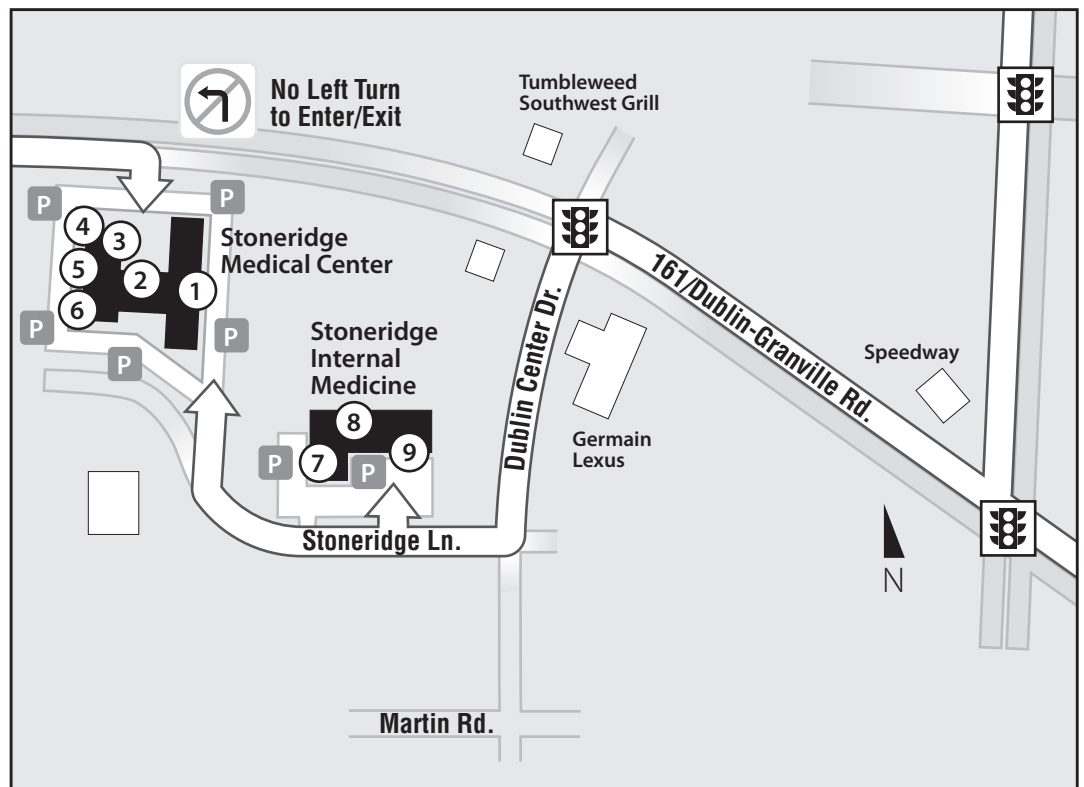 No Left Turn
to Enter/Exit
Tumbleweed
Southwest Grill
P
P
4
3
5
2
1
6
Stoneridge
Medical Center
161/Dublin-Granville Rd.
P
P
P
Stoneridge
Internal
Medicine
Speedway
Dublin Center Dr.
8
7
9
P
P
Germain
Lexus
Stoneridge Ln.
N
Martin Rd.